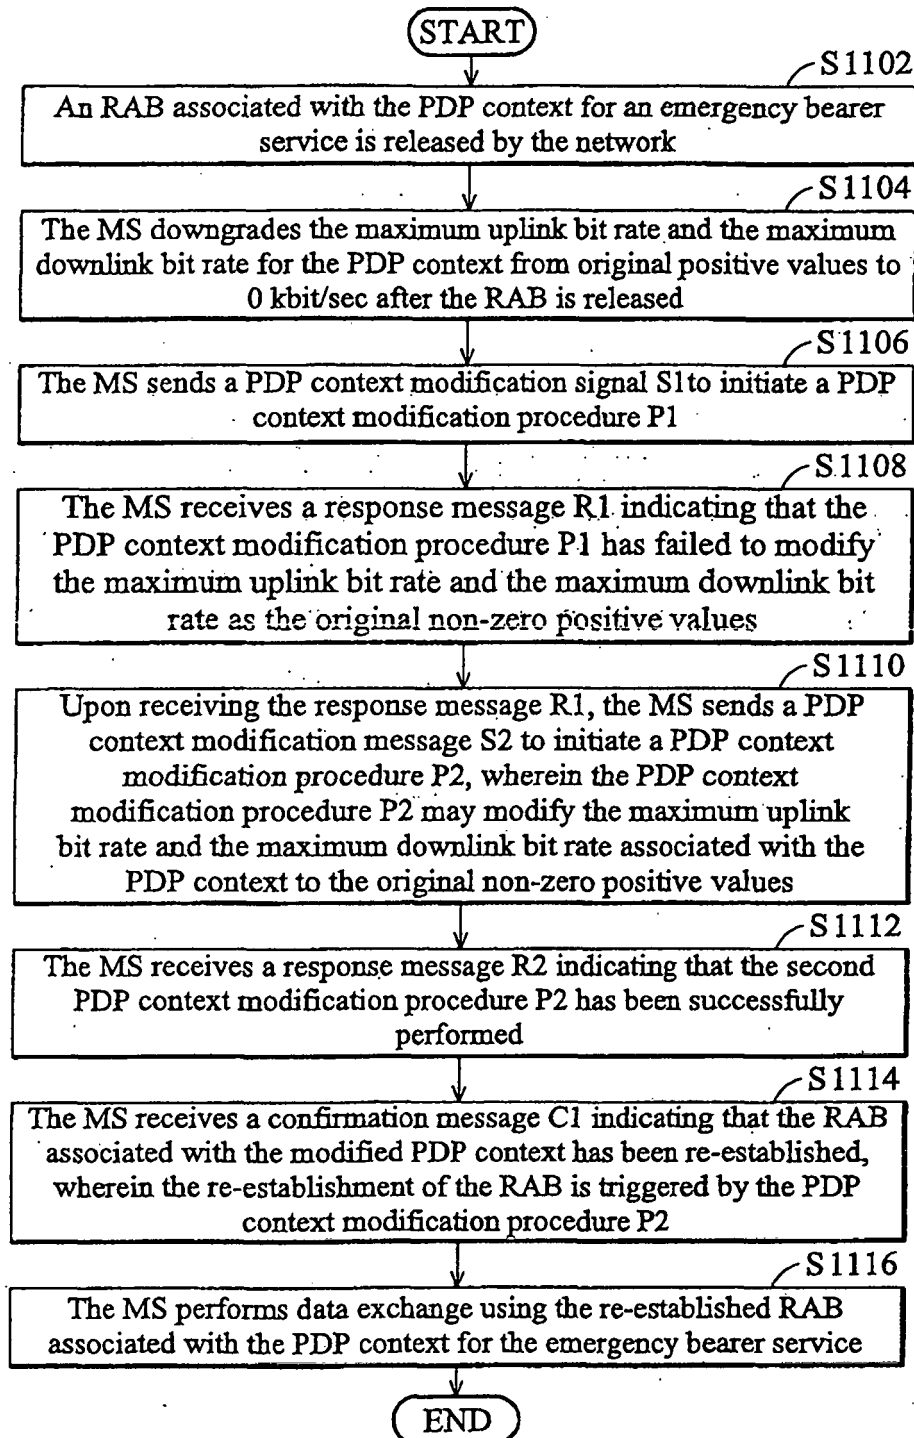 START
S1102
An RAB associated with the PDP context for an emergency bearer
service is released by the network
S1104
The MS downgrades the maximum uplink bit rate and the maximum
downlink bit rate for the PDP context from original positive values to
0 kbit/sec after the RAB is released
S1106
The MS sends a PDP context modification signal S1to initiate a PDP
context modification procedure P1
S1108
The MS receives a response message R1 indicating that the
PDP context modification procedure P1 has failed to modify
the maximum uplink bit rate and the maximum downlink bit
rate as the original non-zero positive values
S1110
Upon receiving the response message R1, the MS sends a PDP
context modification message S2 to initiate a PDP context
modification procedure P2, wherein the PDP context
modification procedure P2 may modify the maximum uplink
bit rate and the maximum downlink bit rate associated with the
PDP context to the original non-zero positive values
S1112
The MS receives a response message R2 indicating that the second
PDP context modification procedure P2 has been successfully
performed
S1114
The MS receives a confirmation message C1 indicating that the RAB
associated with the modified PDP context has been re-established,
wherein the re-establishment of the RAB is triggered by the PDP
context modification procedure P2
S1116
The MS performs data exchange using the re-established RAB
associated with the PDP context for the emergency bearer service
END